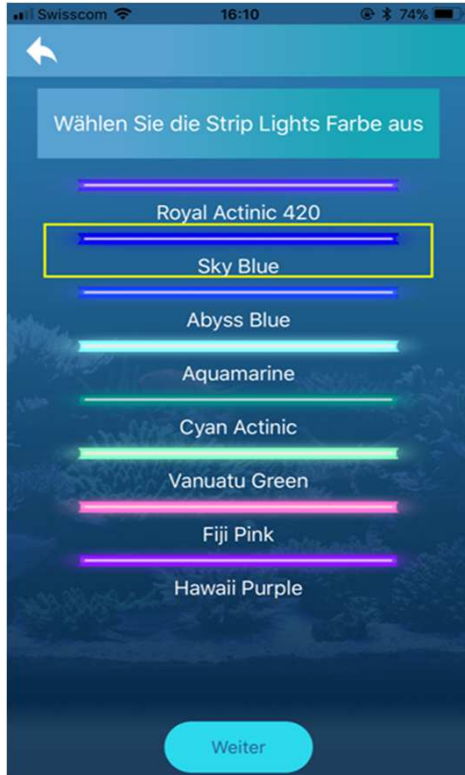 Swisscom 16:10 74%
Wählen Sie die Strip Lights Farbe aus
Royal Actinic 420
Sky Blue
Abyss Blue
Aquamarine
Cyan Actinic
Vanuatu Green
Fiji Pink
Hawaii Purple
Weiter